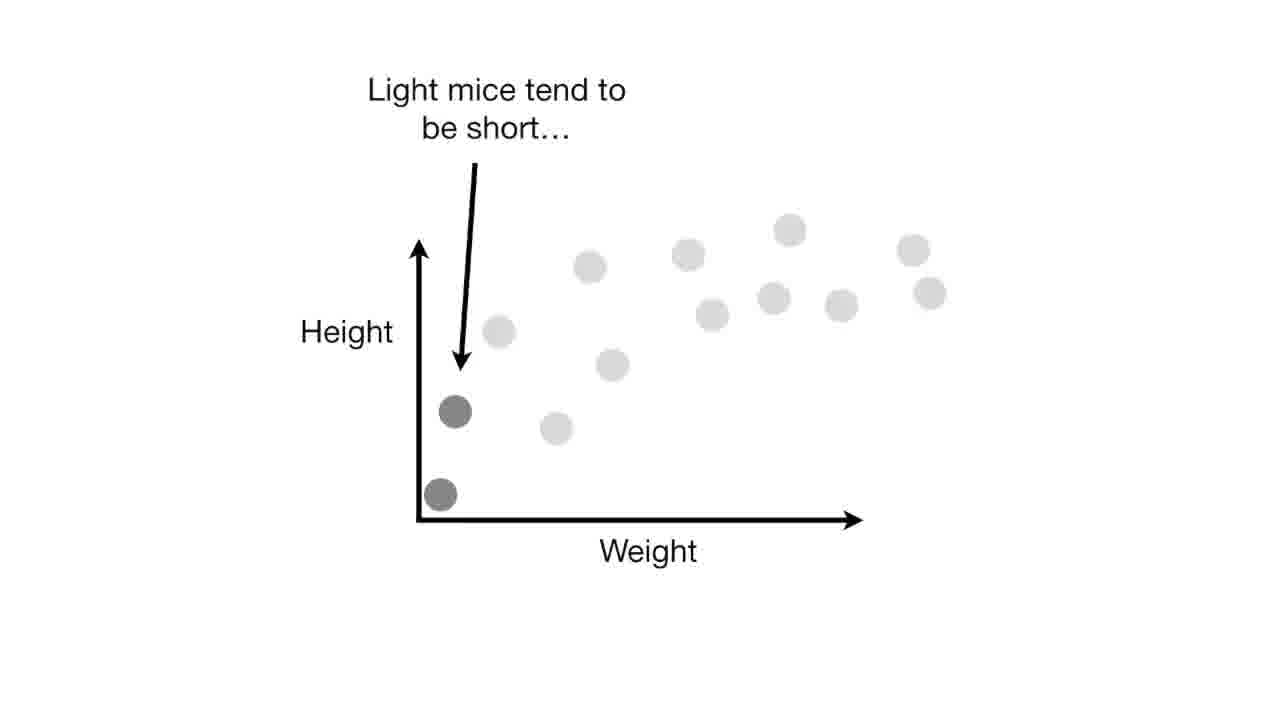 Light mice tend to
be short…
Height
Weight